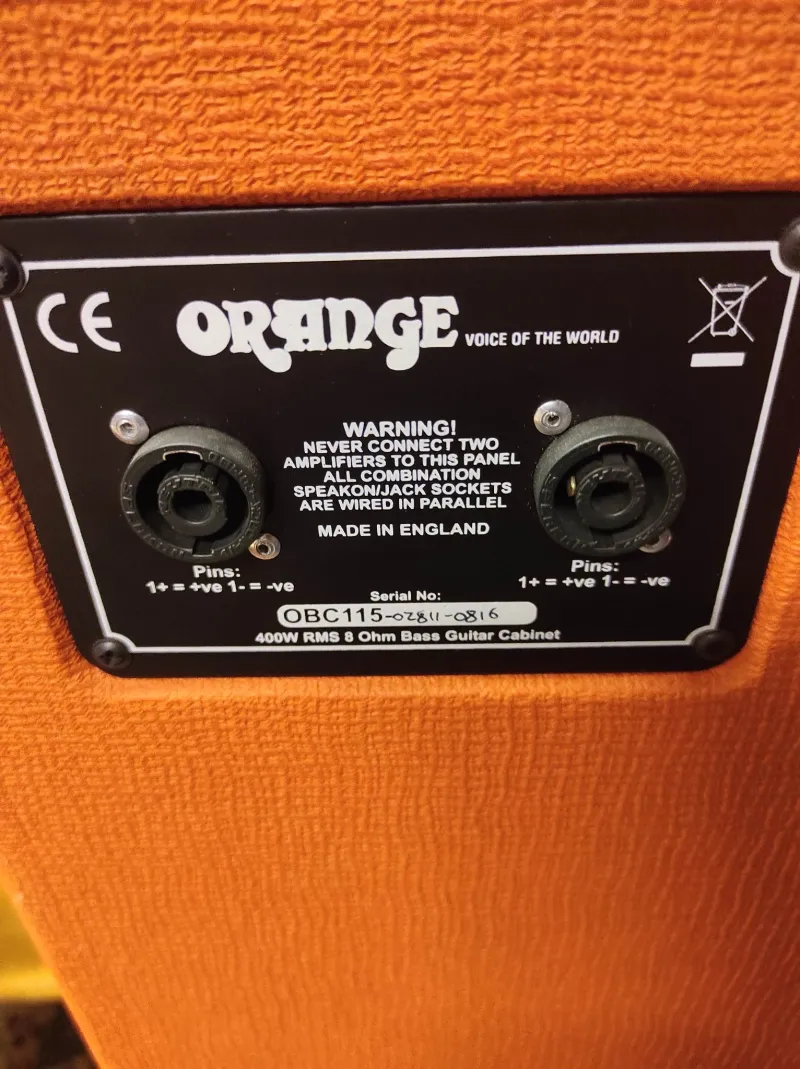 CE
ORANGE VOICE OF THE WORLD
WARNING!
NEVER CONNECT TWO
AMPLIFIERS TO THIS PANEL
ALL COMBINATION
SPEAKON/JACK SOCKETS
ARE WIRED IN PARALLEL
MADE IN ENGLAND
Pins:
1+ = +ve 1- = -ve
Pins:
1+ = +ve 1- = -ve
Serial No:
OBC115-02811-0816
400W RMS 8 Ohm Bass Guitar Cabinet